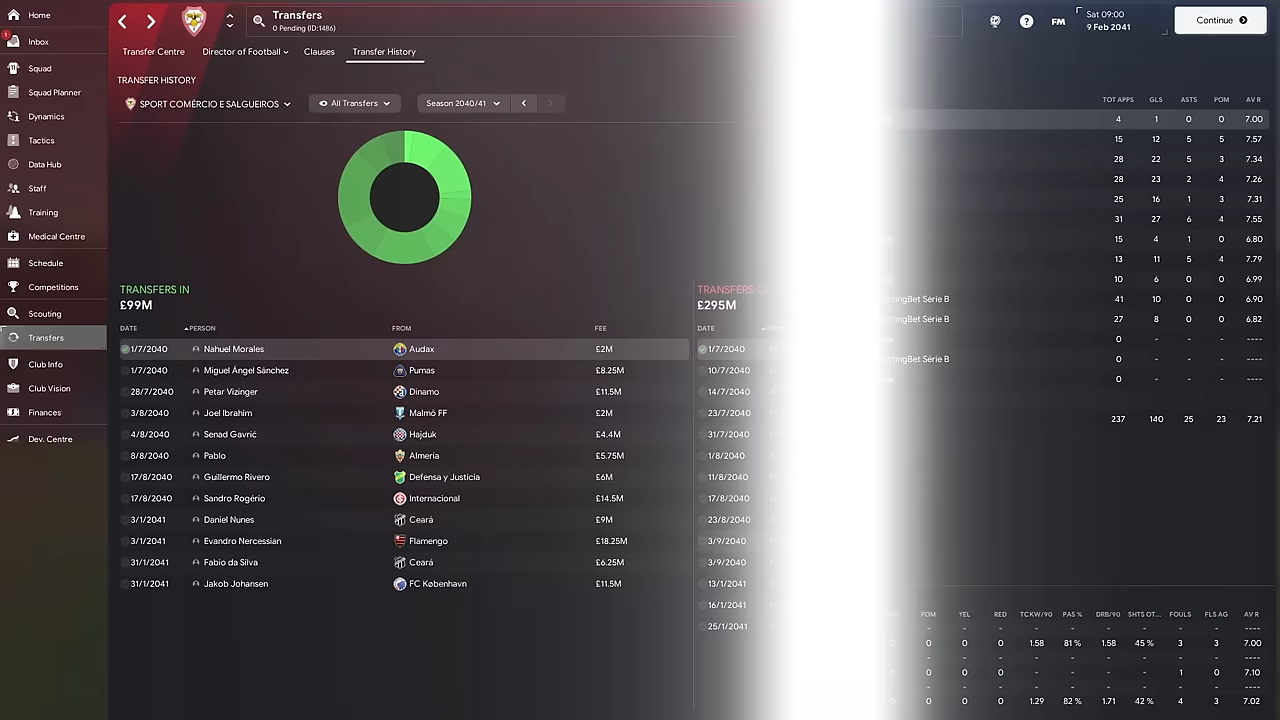 Home
1
Inbox
Squad
Squad Planner
Dynamics
Tactics
Data Hub
Staff
Training
Medical Centre
Schedule
Competitions
Scouting
Transfers
Club Info
Club Vision
Finances
Dev. Centre
Transfers
0 Pending (ID:1486)
? FM
Sat 09:00
9 Feb 2041
Continue
Transfer Centre Director of Football Clauses Transfer History
TRANSFER HISTORY
SPORT COMÉRCIO E SALGUEIROS All Transfers Season 2040/41
TRANSFERS IN
£99M
DATE PERSON FROM FEE
1/7/2040 Nahuel Morales Audax £2M
1/7/2040 Miguel Ángel Sánchez Pumas £8.25M
28/7/2040 Petar Vizinger Dinamo £11.5M
3/8/2040 Joel Ibrahim Malmö FF £2M
4/8/2040 Senad Gavrić Hajduk £4.4M
8/8/2040 Pablo Almería £5.75M
17/8/2040 Guillermo Rivero Defensa y Justicia £6M
17/8/2040 Sandro Rogério Internacional £14.5M
3/1/2041 Daniel Nunes Ceará £9M
3/1/2041 Evandro Nercessian Flamengo £18.25M
31/1/2041 Fabio da Silva Ceará £6.25M
31/1/2041 Jakob Johansen FC København £11.5M
TRANSFERS
£295M
DATE
1/7/2040
10/7/2040
14/7/2040
23/7/2040
31/7/2040
1/8/2040
11/8/2040
17/8/2040
23/8/2040
3/9/2040
3/9/2040
13/1/2041
16/1/2041
25/1/2041
TOT APPS GLS ASTS POM AV R
4 1 0 0 7.00
15 12 5 5 7.57
28 22 5 3 7.34
28 23 2 4 7.26
25 16 1 3 7.31
31 27 6 4 7.55
15 4 1 0 6.80
13 11 5 4 7.79
10 6 0 0 6.99
rtingBet Série B 41 10 0 0 6.90
rtingBet Série B 27 8 0 0 6.82
0 - - - ----
rtingBet Série B 0 - - - ----
0 - - - ----
237 140 25 23 7.21
POM YEL RED TCKW/90 PAS % DRB/90 SHTS OT... FOULS FLS AG AV R
- - - - - - - - - ----
0 0 0 0 1.58 81 % 1.58 45 % 3 3 7.00
- - - - - - - - - ----
0 0 0 0 - - - - 1 0 7.10
- - - - - - - - - ----
0 0 0 0 1.29 82 % 1.71 42 % 4 3 7.02